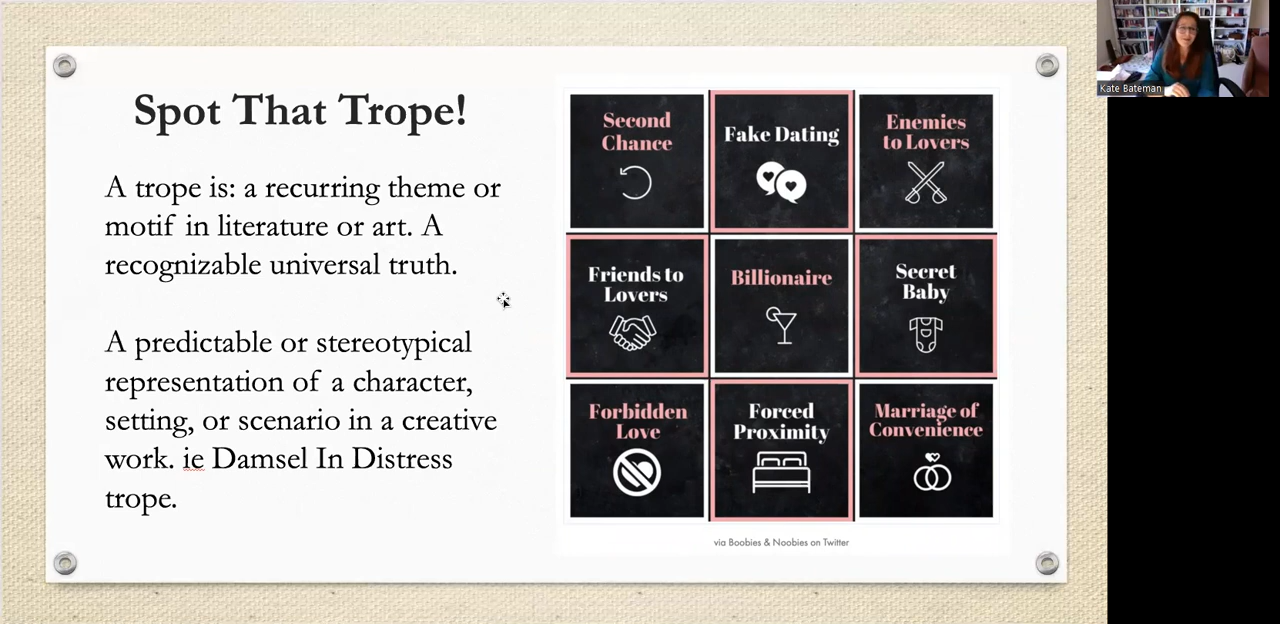 Spot That Trope!
A trope is: a recurring theme or
motif in literature or art. A
recognizable universal truth.
A predictable or stereotypical
representation of a character,
setting, or scenario in a creative
work. ie Damsel In Distress
trope.
Second
Chance
Fake Dating
Enemies
to Lovers
Friends to
Lovers
Billionaire
Secret
Baby
Forbidden
Love
Forced
Proximity
Marriage of
Convenience
via Boobies & Noobies on Twitter
Kate Bateman